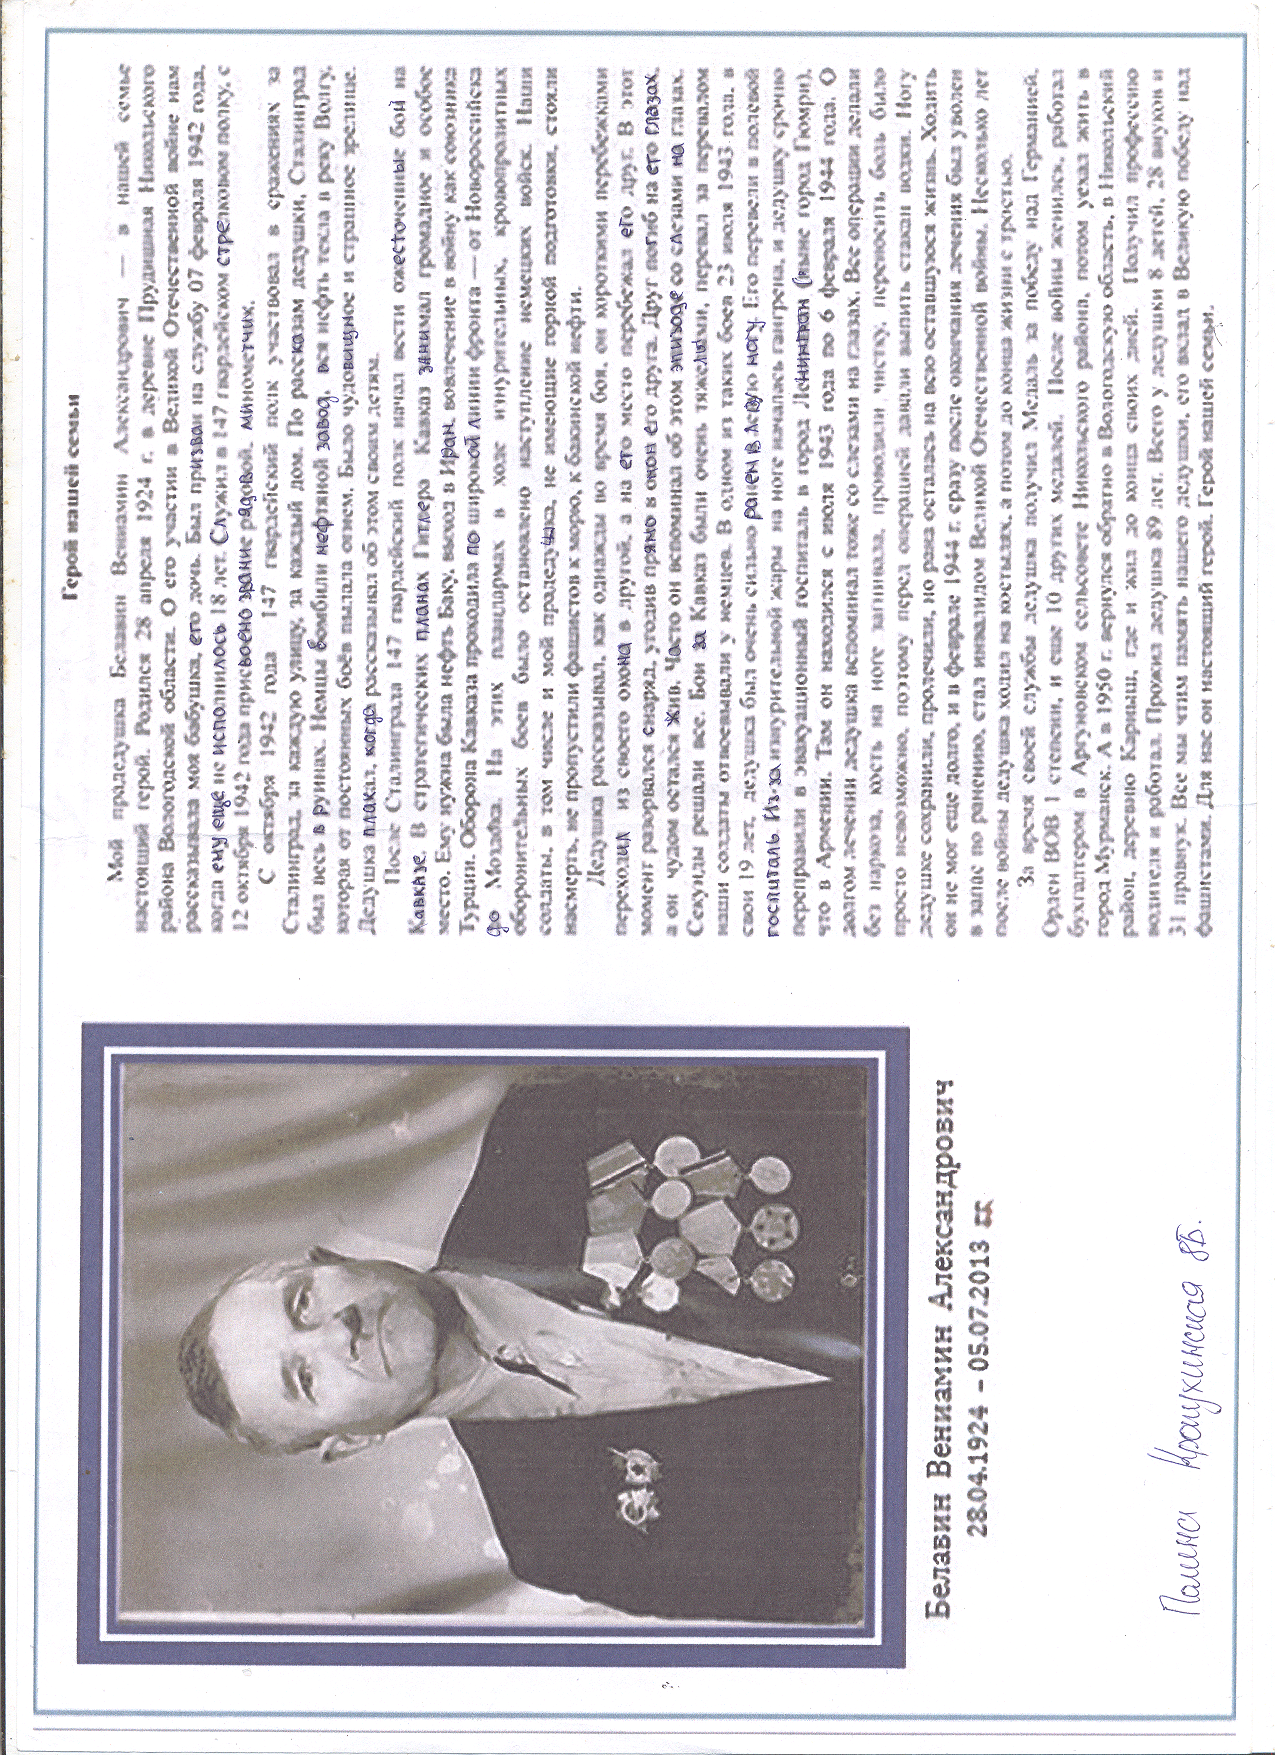 Герой нашей семьи
Мой прадедушка Белавин Вениамин Александрович — в нашей семье
настоящий герой. Родился 28 апреля 1924 г. в деревне Прудишная Никольского
района Вологодской области. О его участии в Великой Отечественной войне нам
рассказывала моя бабушка, его дочь. Был призван на службу 07 февраля 1942 года,
когда ему еще не исполнилось 18 лет. Служил в 147 гвардейском стрелковом полку, с
12 октября 1942 года присвоено звание рядовой, миномётчик.
С октября 1942 года 147 гвардейский полк участвовал в сражениях за
Сталинград, за каждую улицу, за каждый дом. По рассказам дедушки, Сталинград
был весь в руинах. Немцы бомбили нефтяной завод, вся нефть текла в реку Волгу,
которая от постоянных боёв пылала огнем. Было чудовищное и страшное зрелище.
Дедушка плакал, когда рассказывал об этом своим детям.
После Сталинграда 147 гвардейский полк начал вести ожесточенные бой на
Кавказе. В стратегических планах Гитлера Кавказ занимал громадное и особое
место. Ему нужна была нефть Баку, выход в Иран, вовлечение в войну как союзника
Турции. Оборона Кавказа проходила по широкой линии фронта — от Новороссийска
до Моздока. На этих плацдармах в ходе изнурительных, кровопролитных
оборонительных боев было остановлено наступление немецких войск. Наши
солдаты, в том числе и мой прадедушка, не имеющие горной подготовки, стояли
насмерть, не пропустили фашистов к морю, к бакинской нефти.
Дедушка рассказывал, как однажды во время боя, он короткими перебежками
переходил из своего окопа в другой, а на его место перебежал его друг. В этот
момент разорвался снаряд, угодив прямо в окоп его друга. Друг погиб на его глазах,
а он чудом остался жив. Часто он вспоминал об этом эпизоде со слезами на глазах.
Секунды решали все. Бои за Кавказ были очень тяжелыми, перевал за перевалом
наши солдаты отвоевывали у немцев. В одном из таких боев 23 июля 1943 года, в
свои 19 лет, дедушка был очень сильно ранен в левую ногу. Его перевели в полевой
госпиталь. Из-за изнурительной жары на ноге началась гангрена, и дедушку срочно
переправили в эвакуационный госпиталь в город Ленинакан (ныне город Гюмри),
что в Армении. Там он находился с июля 1943 года по 6 февраля 1944 года. О
долгом лечении дедушка вспоминал тоже со слезами на глазах. Все операции делали
без наркоза, кость на ноге загнивала, проводили чистку, переносить боль было
просто невозможно, поэтому перед операцией давали выпить стакан водки. Ногу
дедушке сохранили, пролечили, но рана осталась на всю оставшуюся жизнь. Ходить
он не мог еще долго, и в феврале 1944 г. сразу после окончания лечения был уволен
в запас по ранению, стал инвалидом Великой Отечественной войны. Несколько лет
после войны дедушка ходил на костылях, а потом до конца жизни с тростью.
За время своей службы дедушка получил Медаль за победу над Германией,
Орден ВОВ 1 степени, и еще 10 других медалей. После войны женился, работал
бухгалтером в Аргуновском сельсовете Никольского района, потом уехал жить в
город Мурманск. А в 1950 г. вернулся обратно в Вологодскую область, в Никольский
район, деревню Карныш, где и жил до конца своих дней. Получил профессию
водителя и работал. Прожил дедушка 89 лет. Всего у дедушки 8 детей, 28 внуков и
31 правнук. Все мы чтим память нашего дедушки, его вклад в Великую победу над
фашистами. Для нас он настоящий герой, Герой нашей семьи.
Белавин Вениамин Александрович
28.04.1924 – 05.07.2013 гг
Полина 8Б.